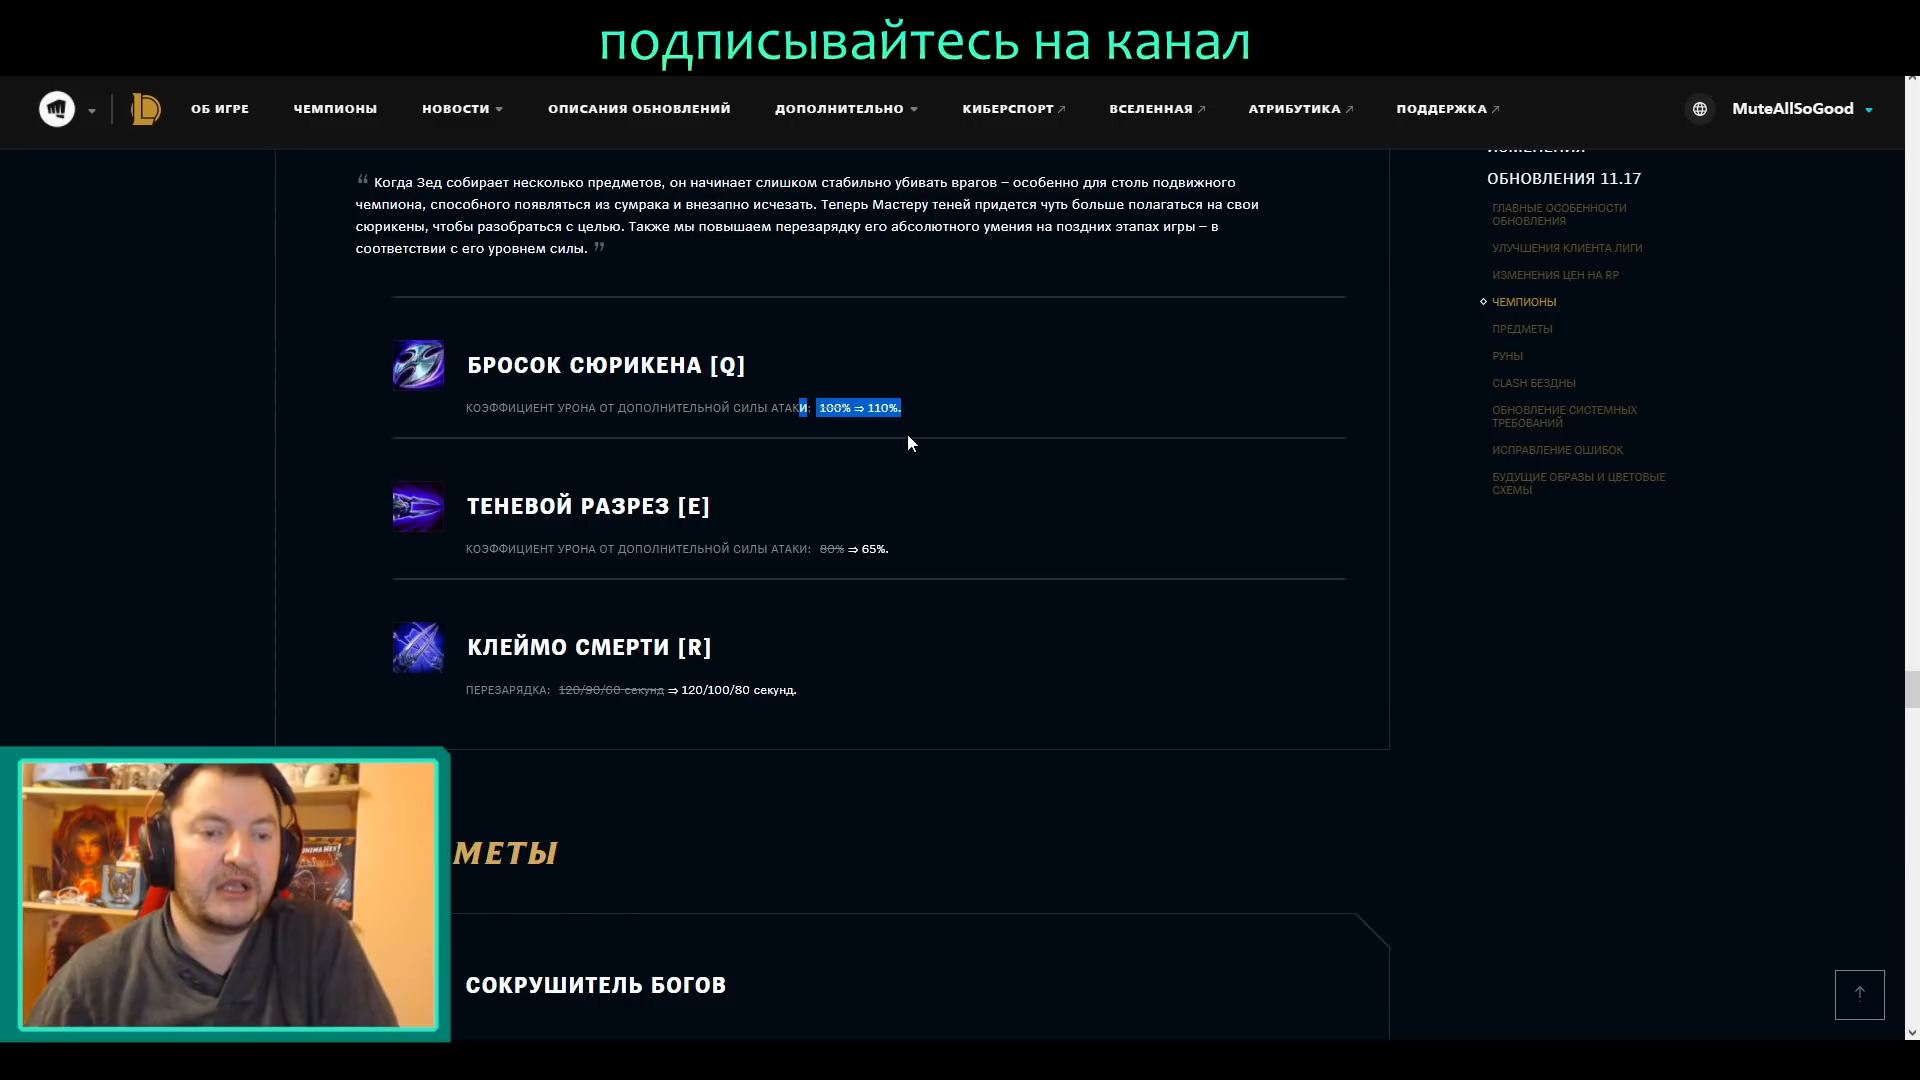 подписывайтесь на канал
ОБ ИГРЕ ЧЕМПИОНЫ НОВОСТИ ОПИСАНИЯ ОБНОВЛЕНИЙ ДОПОЛНИТЕЛЬНО КИБЕРСПОРТ ВСЕЛЕННАЯ АТРИБУТИКА ПОДДЕРЖКА MuteAllSoGood
“ Когда Зед собирает несколько предметов, он начинает слишком стабильно убивать врагов – особенно для столь подвижного
чемпиона, способного появляться из сумрака и внезапно исчезать. Теперь Мастеру теней придется чуть больше полагаться на свои
сюрикены, чтобы разобраться с целью. Также мы повышаем перезарядку его абсолютного умения на поздних этапах игры – в
соответствии с его уровнем силы. ”
БРОСОК СЮРИКЕНА [Q]
КОЭФФИЦИЕНТ УРОНА ОТ ДОПОЛНИТЕЛЬНОЙ СИЛЫ АТАКИ: 100% ⇒ 110%.
ТЕНЕВОЙ РАЗРЕЗ [E]
КОЭФФИЦИЕНТ УРОНА ОТ ДОПОЛНИТЕЛЬНОЙ СИЛЫ АТАКИ: 80% ⇒ 65%.
КЛЕЙМО СМЕРТИ [R]
ПЕРЕЗАРЯДКА: 120/90/60 секунд ⇒ 120/100/80 секунд.
МЕТЫ
СОКРУШИТЕЛЬ БОГОВ
ИЗМЕНЕНИЯ
ОБНОВЛЕНИЯ 11.17
ГЛАВНЫЕ ОСОБЕННОСТИ
ОБНОВЛЕНИЯ
УЛУЧШЕНИЯ КЛИЕНТА ЛИГИ
ИЗМЕНЕНИЯ ЦЕН НА RP
ЧЕМПИОНЫ
ПРЕДМЕТЫ
РУНЫ
CLASH БЕЗДНЫ
ОБНОВЛЕНИЕ СИСТЕМНЫХ
ТРЕБОВАНИЙ
ИСПРАВЛЕНИЕ ОШИБОК
БУДУЩИЕ ОБРАЗЫ И ЦВЕТОВЫЕ
СХЕМЫ